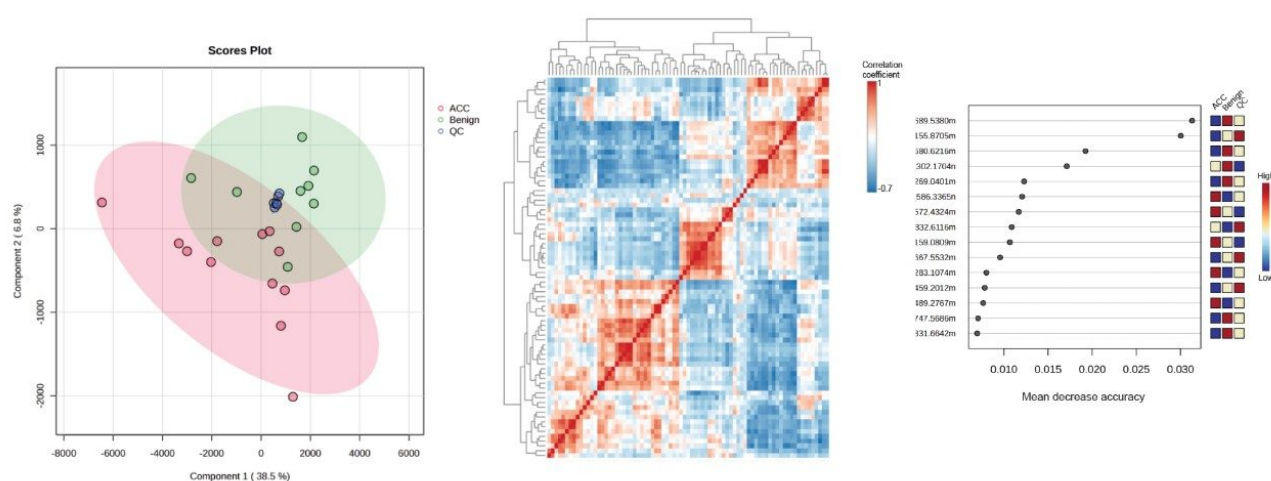 Scores Plot
ACC
Benign
QC
Component 2 ( 6.8 %)
1000
0
-1000
-2000
-8000 -6000 -4000 -2000 0 2000 4000 6000
Component 1 ( 38.5 %)
Correlation
coefficient
1
-0.7
ACC Benign QC
589.5380m
155.8705m
580.6216m
302.1704n
269.0401m
586.3365n
572.4324m
332.6116m
159.0809m
567.5532m
283.1074m
459.2012m
489.2767m
747.5686m
331.6642m
0.010 0.015 0.020 0.025 0.030
Mean decrease accuracy
High
Low